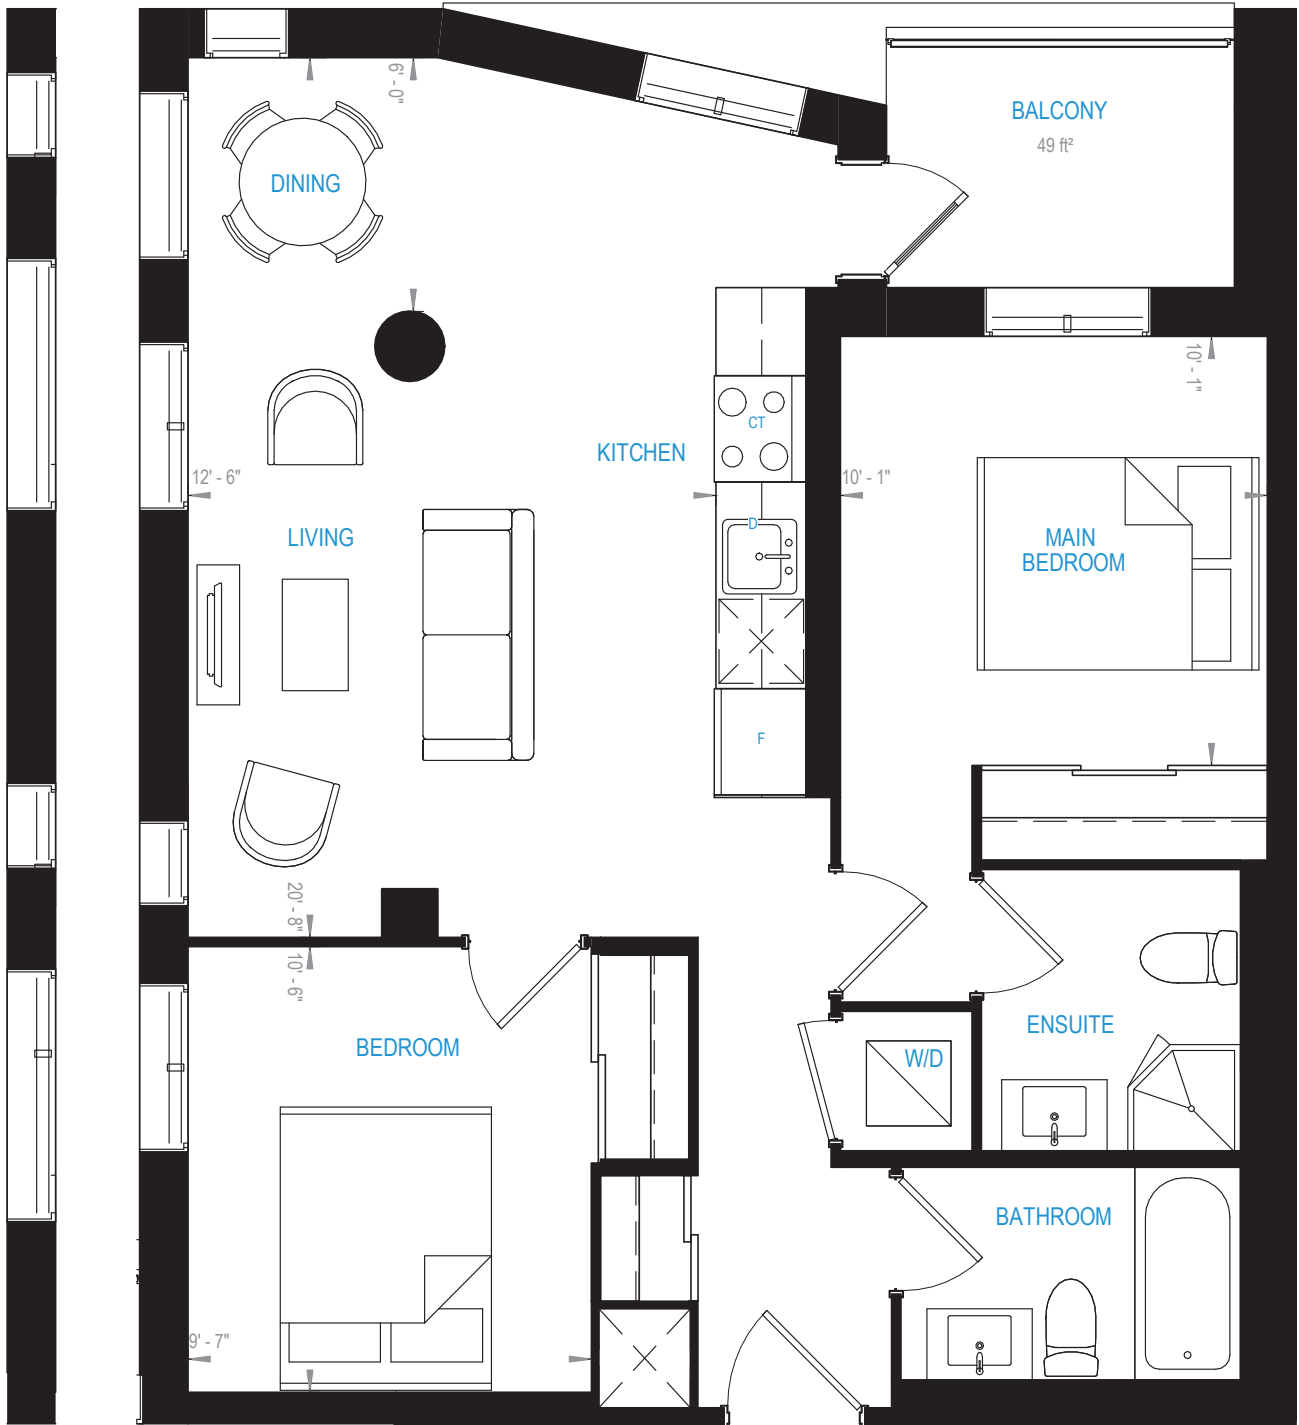 6' - 0"
BALCONY
49 ft²
DINING
10' - 1"
CT
KITCHEN
12' - 6"
10' - 1"
D
LIVING
MAIN
BEDROOM
F
20' - 8"
10' - 6"
ENSUITE
BEDROOM
W/D
BATHROOM
9' - 7"